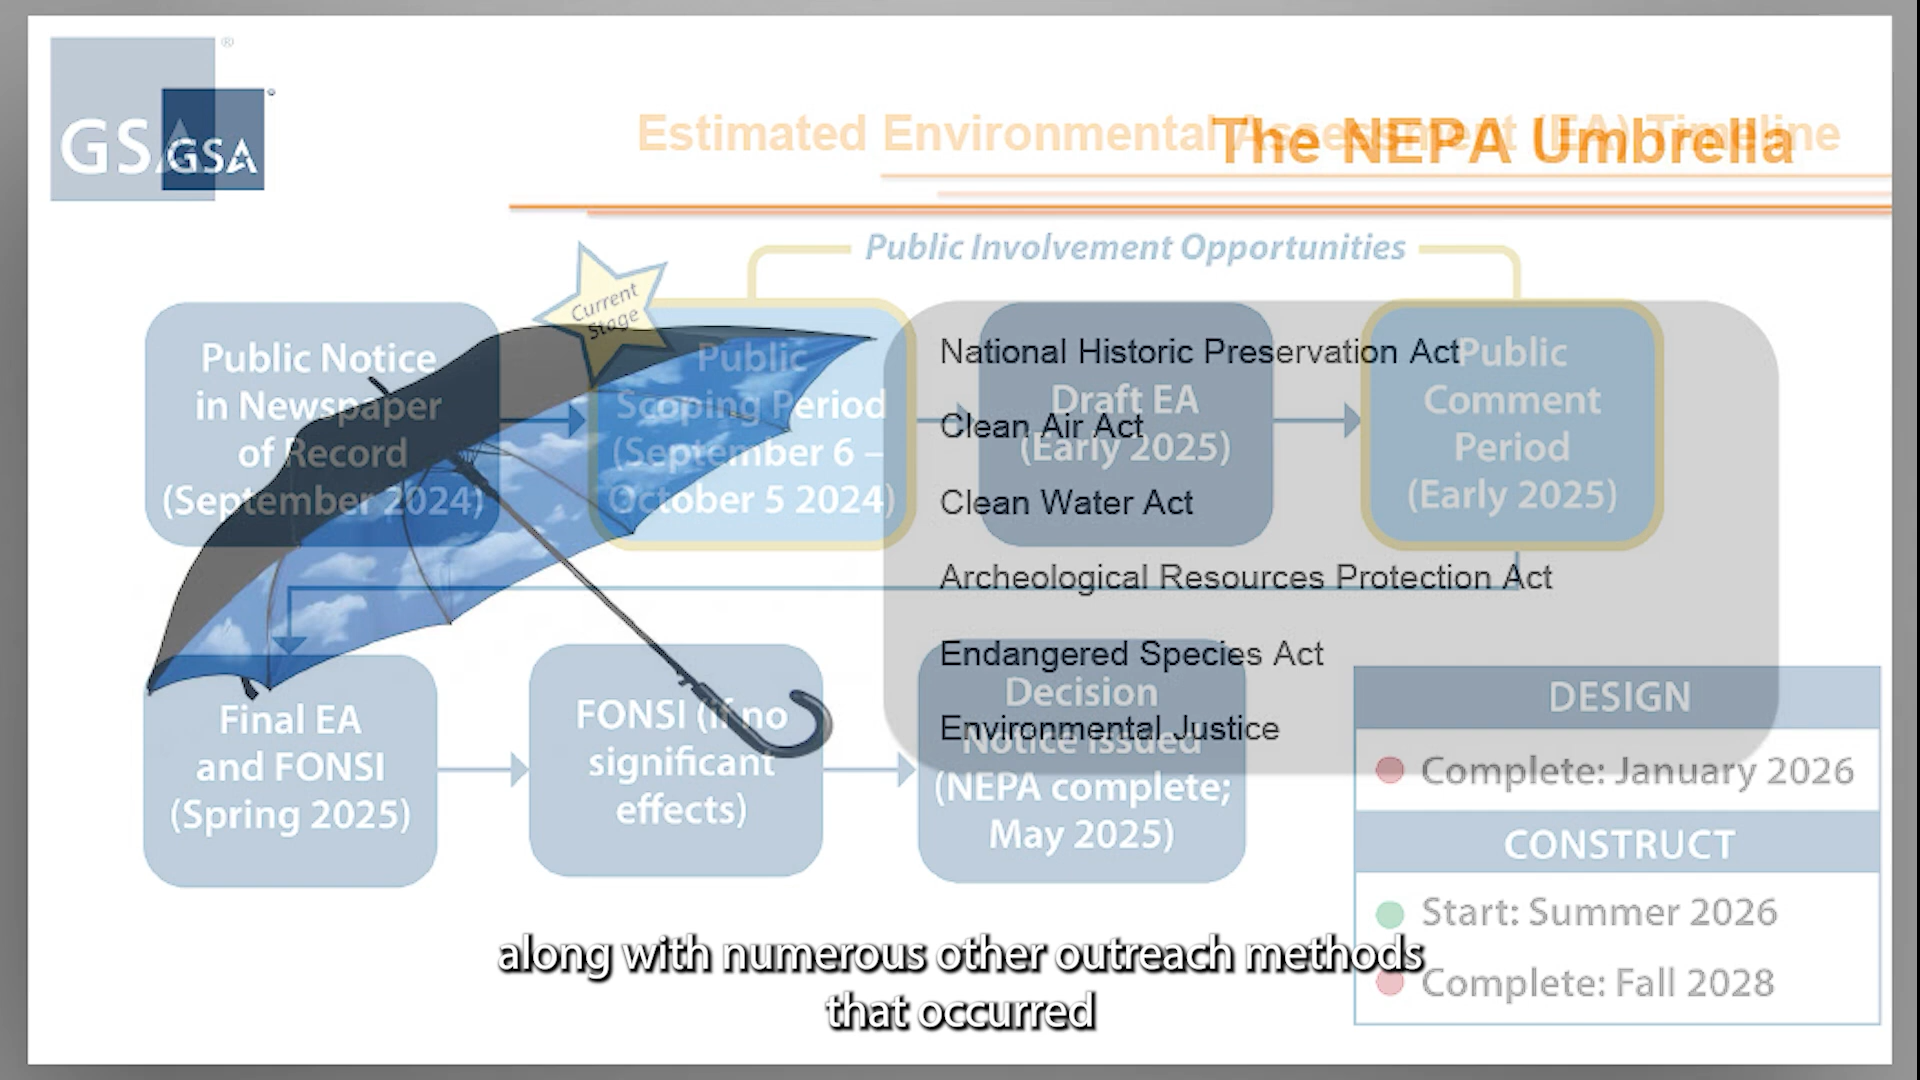 GSA
GSA
Estimated Environmental Assessment (EA) Timeline
The NEPA Umbrella
Public Involvement Opportunities
Current
Stage
Public Notice
in Newspaper
of Record
(September 2024)
Public
Scoping Period
(September 6 –
October 5 2024)
Draft EA
(Early 2025)
Public
Comment
Period
(Early 2025)
National Historic Preservation Act
Clean Air Act
Clean Water Act
Archeological Resources Protection Act
Endangered Species Act
Environmental Justice
Final EA
and FONSI
(Spring 2025)
FONSI (if no
significant
effects)
Decision
Notice issued
(NEPA complete;
May 2025)
DESIGN
Complete: January 2026
CONSTRUCT
Start: Summer 2026
Complete: Fall 2028
along with numerous other outreach methods
that occurred